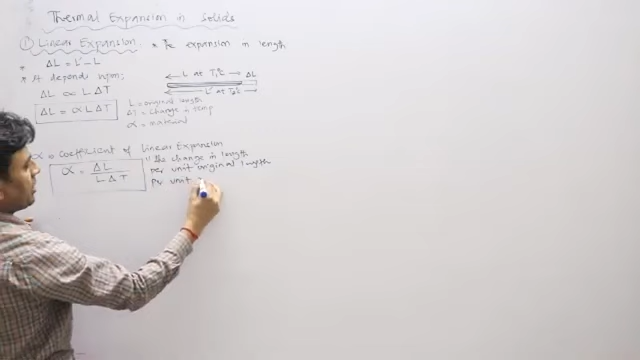 Thermal Expansion in Solids
① Linear Expansion: * The expansion in length
* ΔL = L' - L
* It depends upon:
L at T₁°C ΔL
ΔL ∝ L ΔT
L' at T₂°C
ΔL = α L ΔT
L = original length
ΔT = change in temp
α = material
α = coefficient of Linear Expansion
α = ΔL / L ΔT
"The change in length
per unit original length
per unit